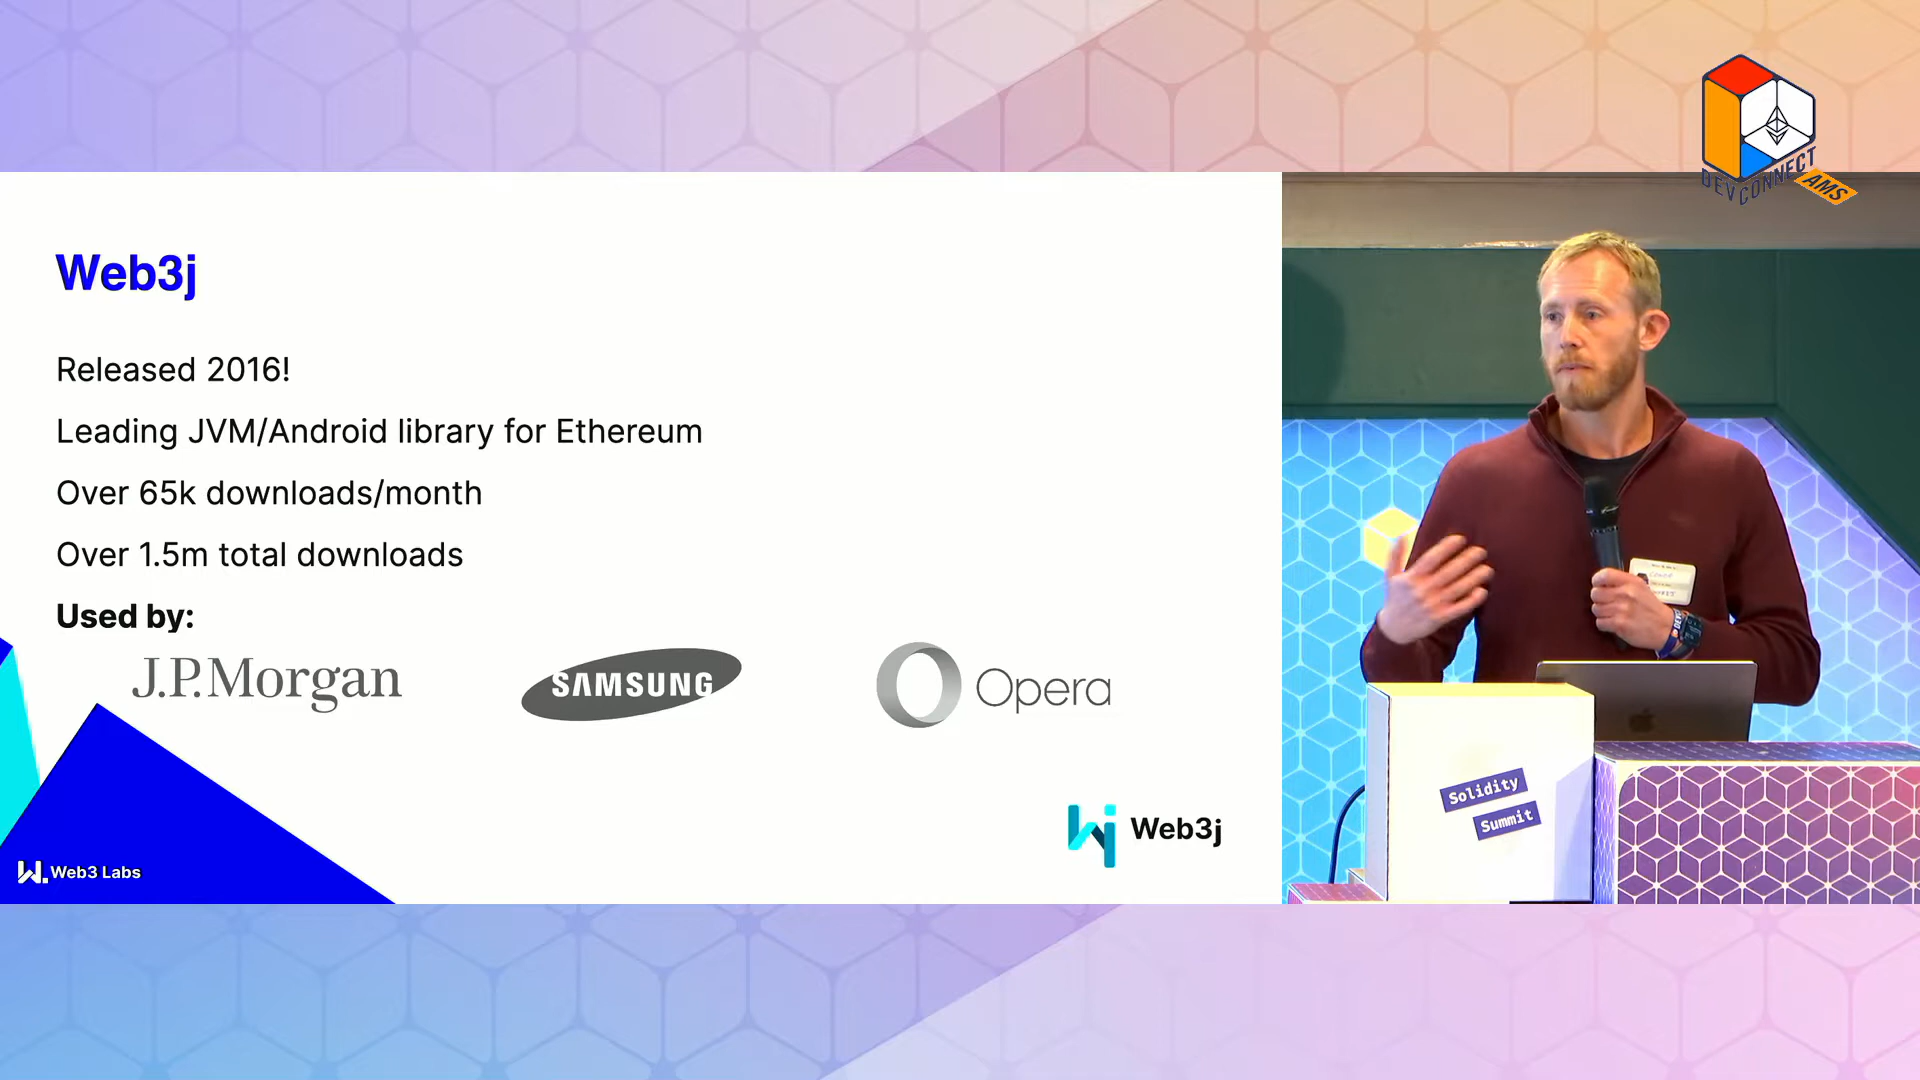 DEVCONNECT
AMS
Web3j
Released 2016!
Leading JVM/Android library for Ethereum
Over 65k downloads/month
Over 1.5m total downloads
Used by:
J.P.Morgan
SAMSUNG
Opera
Web3j
Web3 Labs
Solidity
Summit